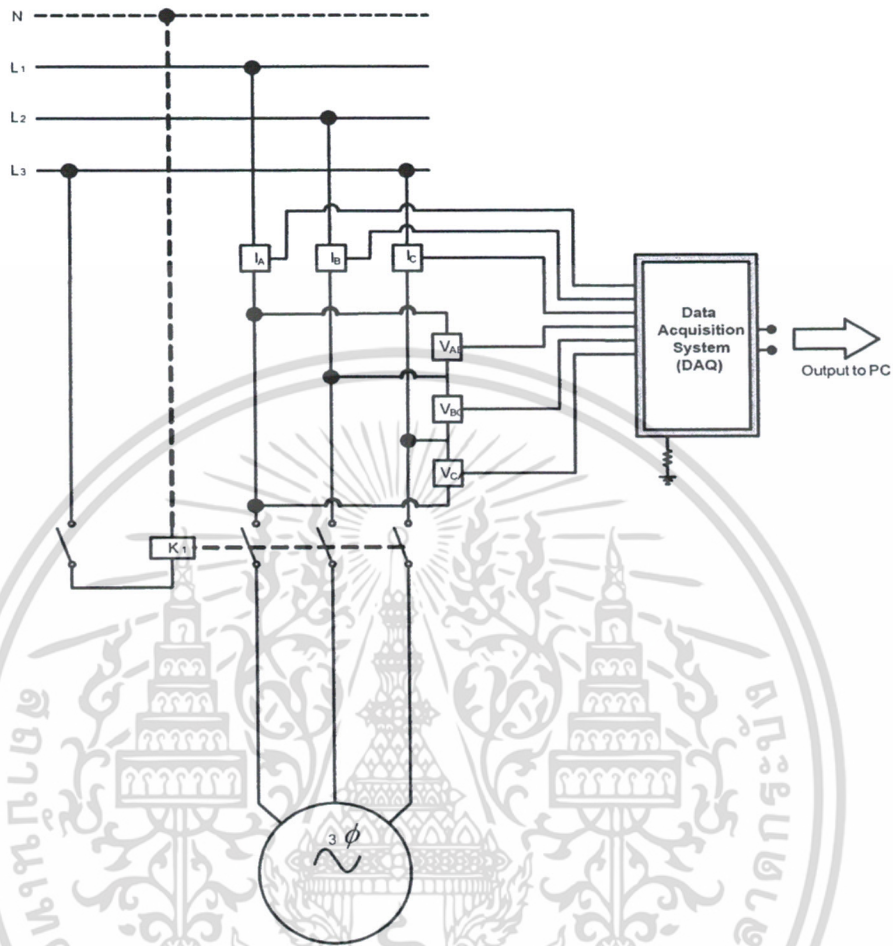 N
L1
L2
L3
IA
IB
IC
Data
Acquisition
System
(DAQ)
Output to PC
VAB
VBC
VCA
K1
3 ϕ